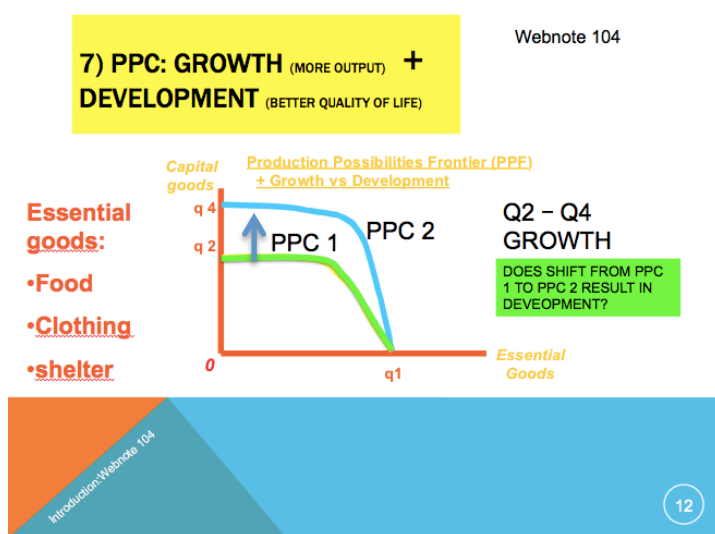 Webnote 104
7) PPC: GROWTH (MORE OUTPUT) +
DEVELOPMENT (BETTER QUALITY OF LIFE)
Capital
goods
Production Possibilities Frontier (PPF)
+ Growth vs Development
Essential
goods:
•Food
•Clothing
•shelter
q 4
q 2
PPC 1
PPC 2
0
q1
Essential
Goods
Q2 – Q4
GROWTH
DOES SHIFT FROM PPC
1 TO PPC 2 RESULT IN
DEVEOPMENT?
Introduction:Webnote 104
12